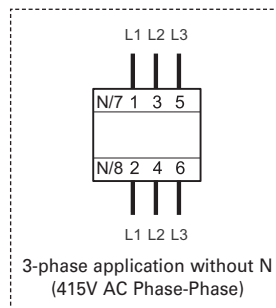 L1 L2 L3
N/7 1 3 5
N/8 2 4 6
L1 L2 L3
3-phase application without N
(415V AC Phase-Phase)